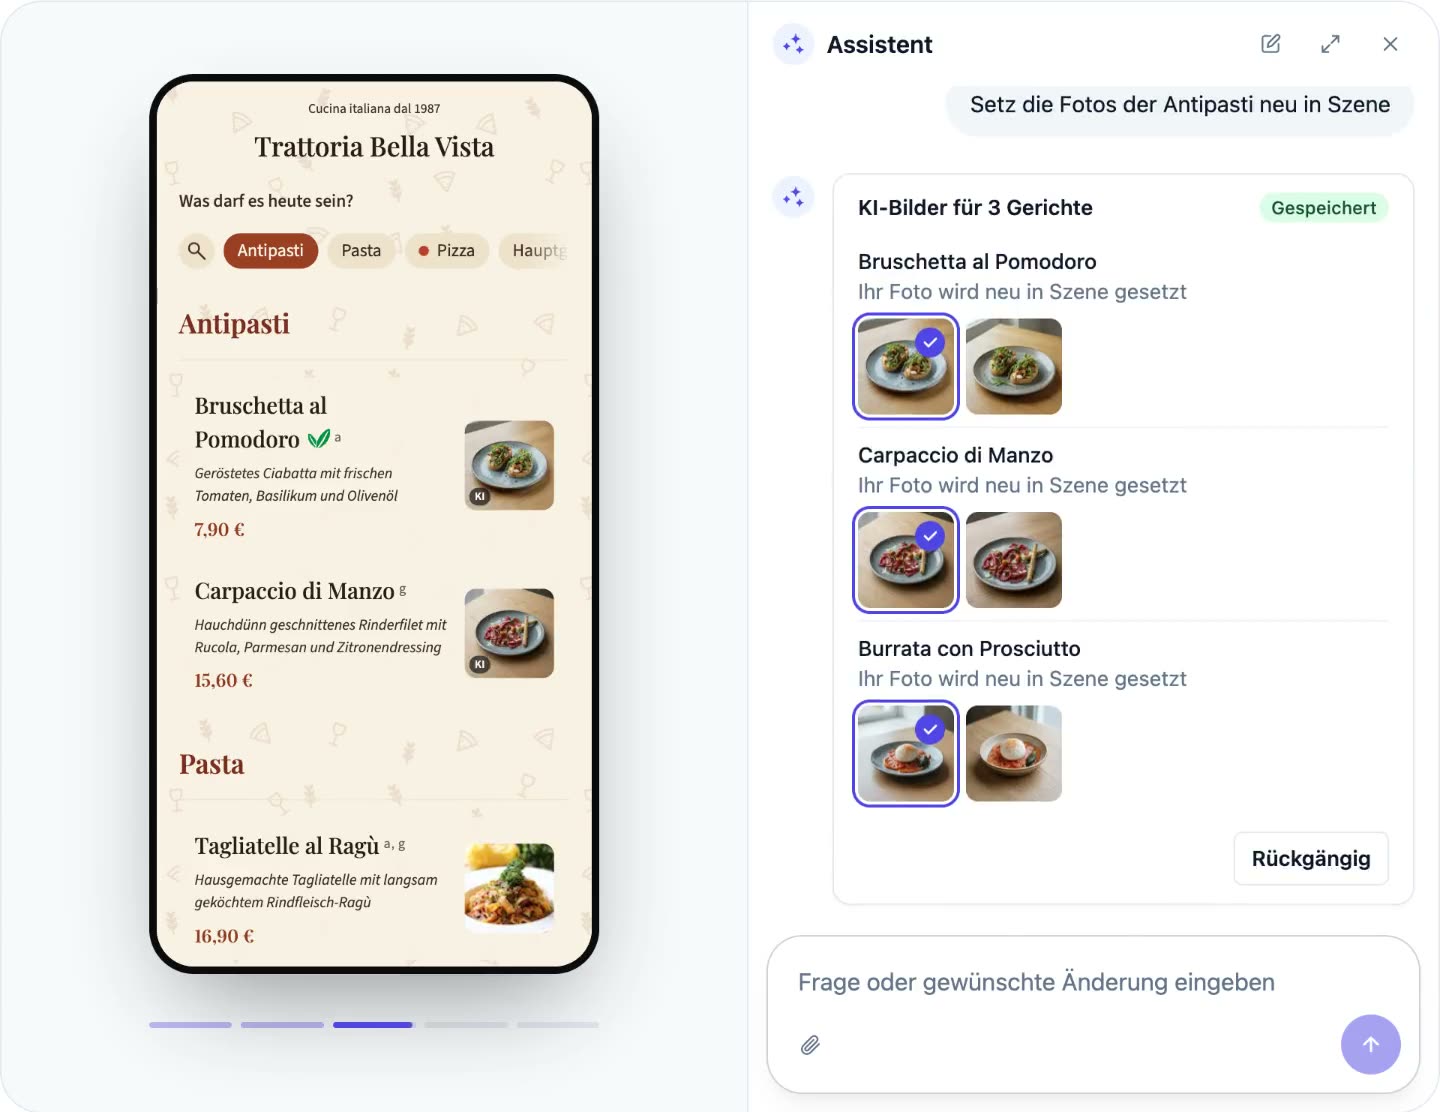 Cucina italiana dal 1987
Trattoria Bella Vista
Was darf es heute sein?
Antipasti
Pasta
Pizza
Hauptg
Antipasti
Bruschetta al
Pomodoro a
Geröstetes Ciabatta mit frischen
Tomaten, Basilikum und Olivenöl
7,90 €
KI
Carpaccio di Manzo g
Hauchdünn geschnittenes Rinderfilet mit
Rucola, Parmesan und Zitronendressing
15,60 €
KI
Pasta
Tagliatelle al Ragù a, g
Hausgemachte Tagliatelle mit langsam
geköchtem Rindfleisch-Ragù
16,90 €
Assistent
Setz die Fotos der Antipasti neu in Szene
KI-Bilder für 3 Gerichte
Gespeichert
Bruschetta al Pomodoro
Ihr Foto wird neu in Szene gesetzt
Carpaccio di Manzo
Ihr Foto wird neu in Szene gesetzt
Burrata con Prosciutto
Ihr Foto wird neu in Szene gesetzt
Rückgängig
Frage oder gewünschte Änderung eingeben